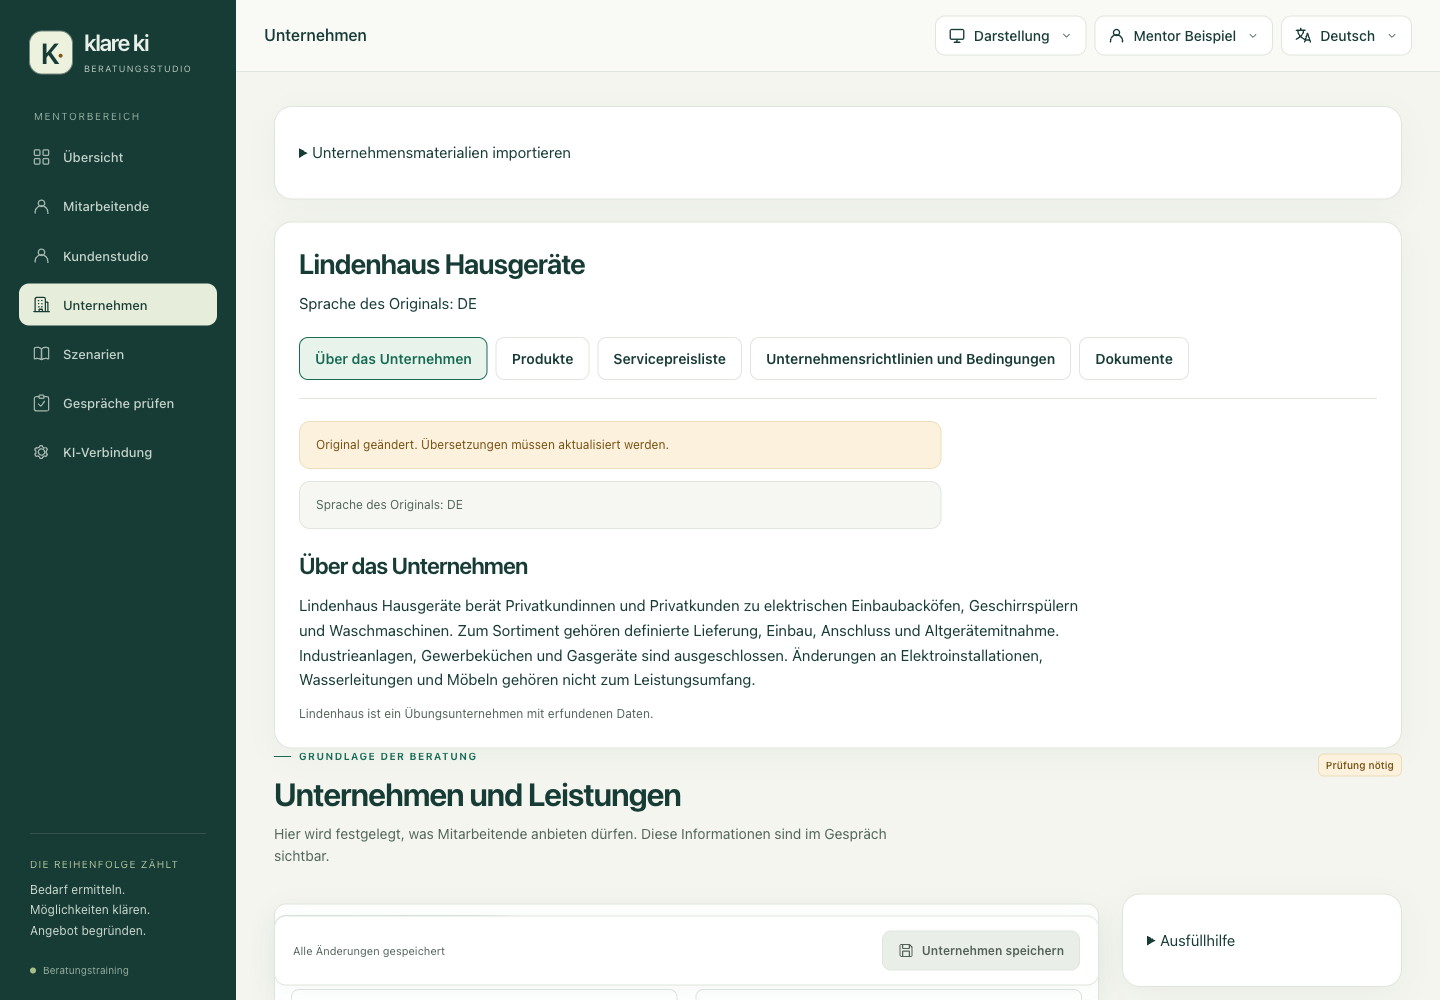 klare ki
BERATUNGSSTUDIO
MENTORBEREICH
Übersicht
Mitarbeitende
Kundenstudio
Unternehmen
Szenarien
Gespräche prüfen
KI-Verbindung
DIE REIHENFOLGE ZÄHLT
Bedarf ermitteln.
Möglichkeiten klären.
Angebot begründen.
Beratungstraining
Unternehmen
Darstellung
Mentor Beispiel
Deutsch
Unternehmensmaterialien importieren
Lindenhaus Hausgeräte
Sprache des Originals: DE
Über das Unternehmen
Produkte
Servicepreisliste
Unternehmensrichtlinien und Bedingungen
Dokumente
Original geändert. Übersetzungen müssen aktualisiert werden.
Sprache des Originals: DE
Über das Unternehmen
Lindenhaus Hausgeräte berät Privatkundinnen und Privatkunden zu elektrischen Einbaubacköfen, Geschirrspülern
und Waschmaschinen. Zum Sortiment gehören definierte Lieferung, Einbau, Anschluss und Altgerätemitnahme.
Industrieanlagen, Gewerbeküchen und Gasgeräte sind ausgeschlossen. Änderungen an Elektroinstallationen,
Wasserleitungen und Möbeln gehören nicht zum Leistungsumfang.
Lindenhaus ist ein Übungsunternehmen mit erfundenen Daten.
GRUNDLAGE DER BERATUNG
Prüfung nötig
Unternehmen und Leistungen
Hier wird festgelegt, was Mitarbeitende anbieten dürfen. Diese Informationen sind im Gespräch
sichtbar.
Alle Änderungen gespeichert
Unternehmen speichern
Ausfüllhilfe